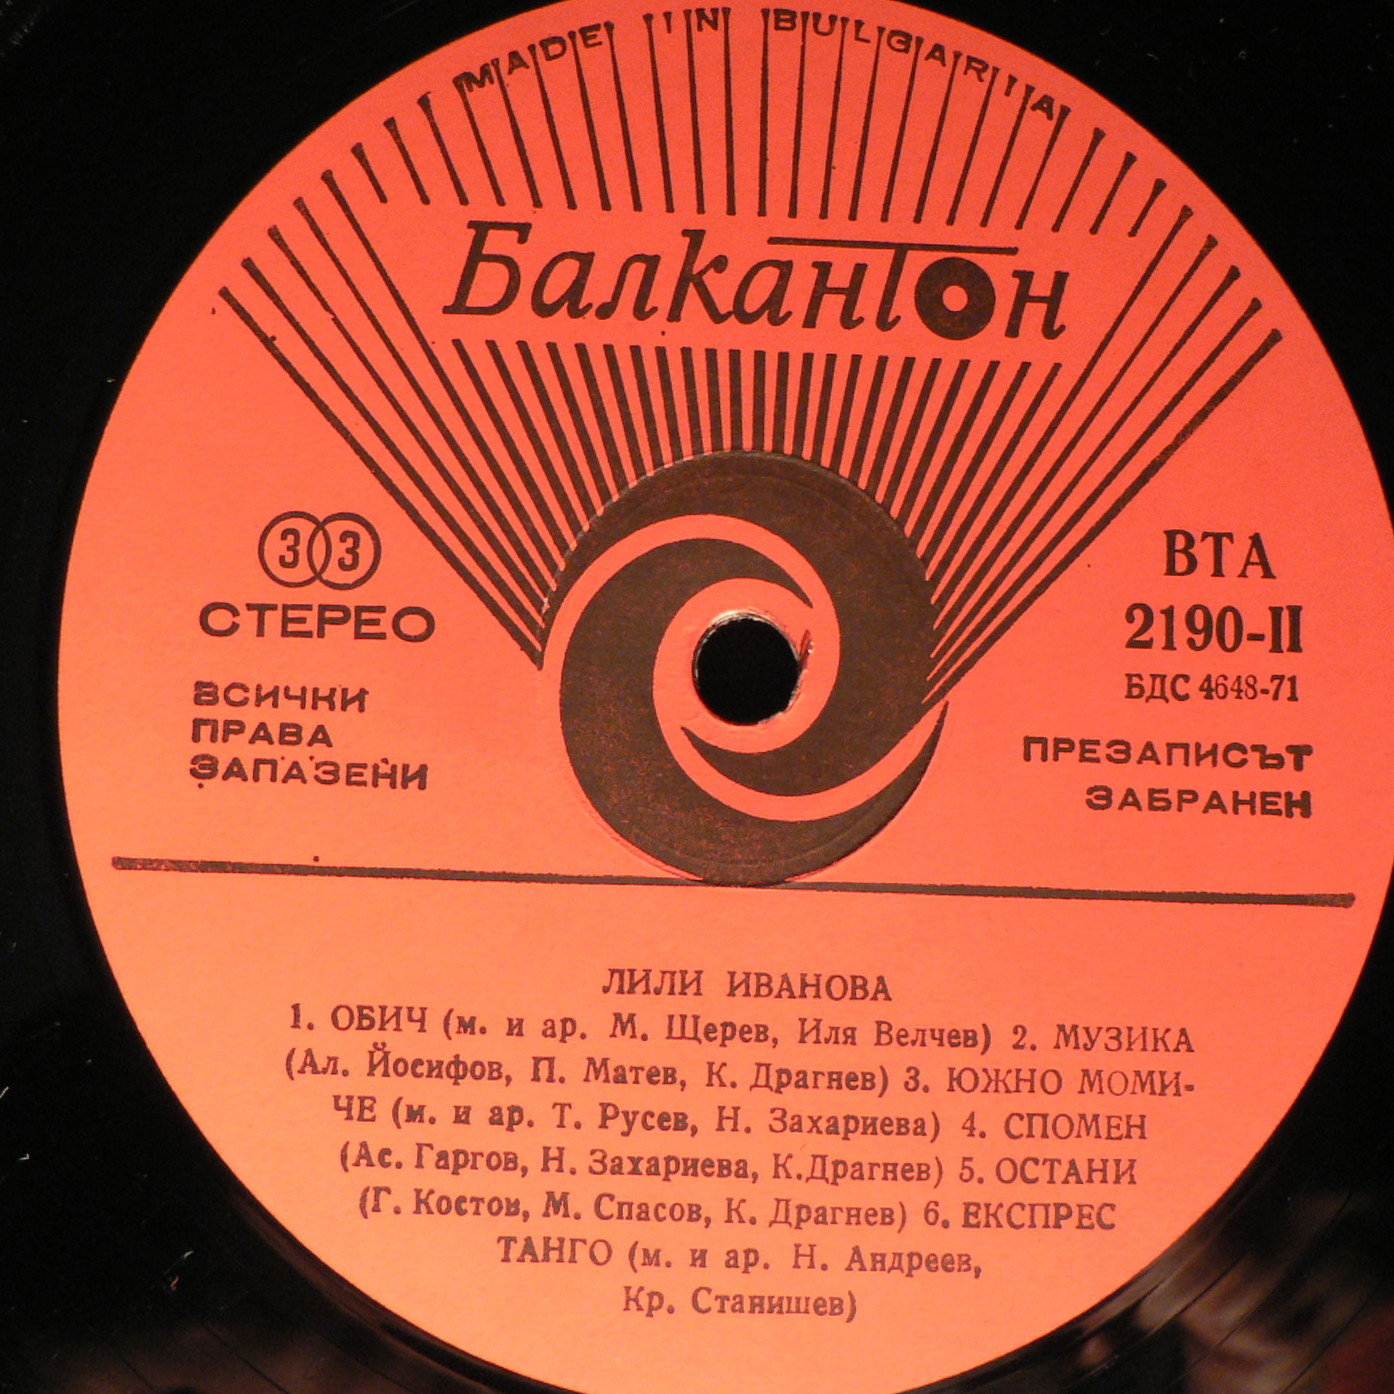 MADE IN BULGARIA
Балкантон
33
СТЕРЕО
ВСИЧКИ
ПРАВА
ЗАПАЗЕНИ
ВТА
2190-II
БДС 4648-71
ПРЕЗАПИСЪТ
ЗАБРАНЕН
ЛИЛИ ИВАНОВА
1. ОБИЧ (м. и ар. М. Щерев, Иля Велчев) 2. МУЗИКА
(Ал. Йосифов, П. Матев, К. Драгнев) 3. ЮЖНО МОМИ-
ЧЕ (м. и ар. Т. Русев, Н. Захариева) 4. СПОМЕН
(Ас. Гаргов, Н. Захариева, К.Драгнев) 5. ОСТАНИ
(Г. Костов, М. Спасов, К. Драгнев) 6. ЕКСПРЕС
ТАНГО (м. и ар. Н. Андреев,
Кр. Станишев)